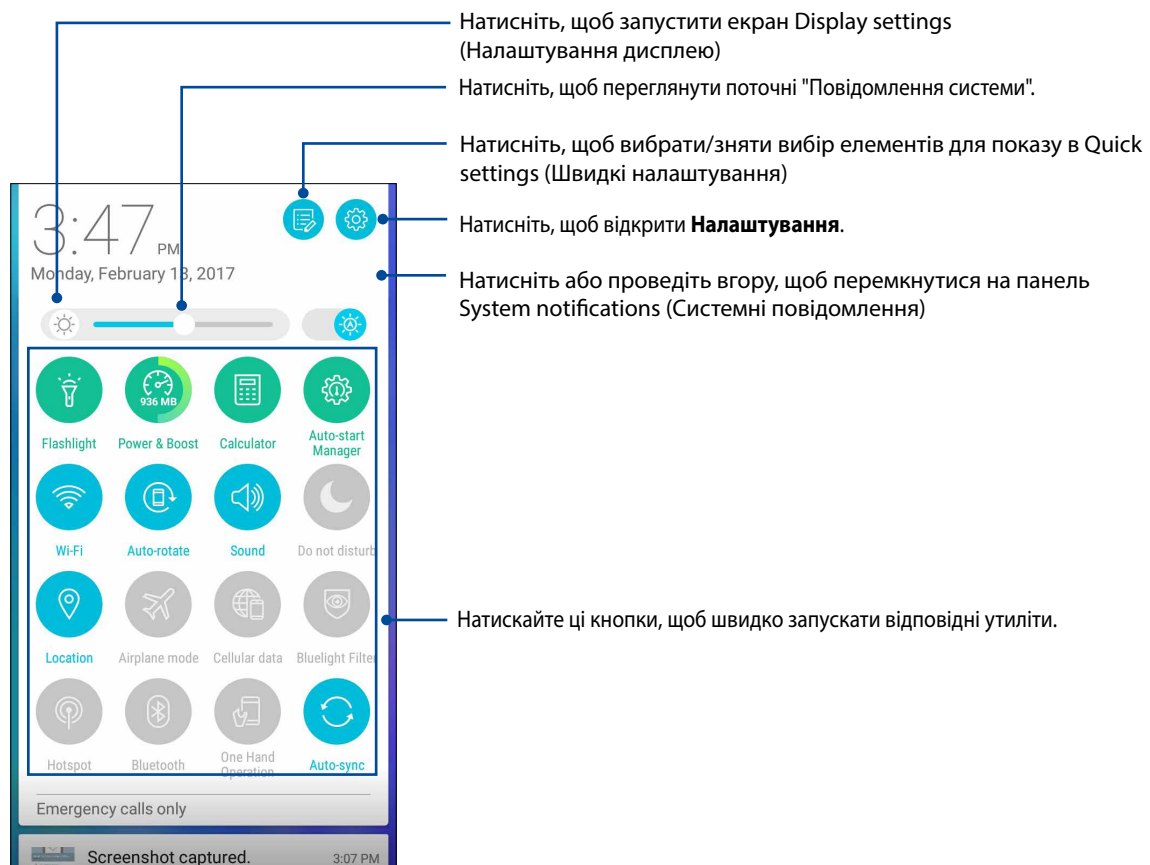 Натисніть, щоб запустити екран Display settings
(Налаштування дисплею)
Натисніть, щоб переглянути поточні "Повідомлення системи".
Натисніть, щоб вибрати/зняти вибір елементів для показу в Quick
settings (Швидкі налаштування)
Натисніть, щоб відкрити Налаштування.
Натисніть або проведіть вгору, щоб перемкнутися на панель
System notifications (Системні повідомлення)
3:47 PM
Monday, February 13, 2017
936 MB
Flashlight Power & Boost Calculator Auto-start
Manager
Wi-Fi Auto-rotate Sound Do not disturb
Натискайте ці кнопки, щоб швидко запускати відповідні утиліти.
Location Airplane mode Cellular data Bluelight Filter
Hotspot Bluetooth One Hand
Operation Auto-sync
Emergency calls only
Screenshot captured. 3:07 PM